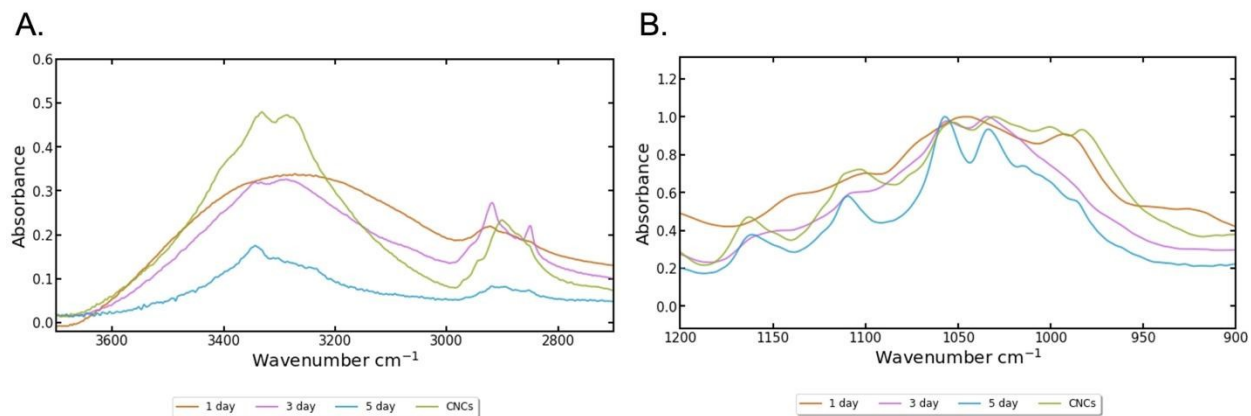 A.
B.
0.6
0.5
0.4
0.3
0.2
0.1
0.0
Absorbance
3600 3400 3200 3000 2800
Wavenumber cm⁻¹
1 day 3 day 5 day CNCs
1.2
1.0
0.8
0.6
0.4
0.2
0.0
Absorbance
1200 1150 1100 1050 1000 950 900
Wavenumber cm⁻¹
1 day 3 day 5 day CNCs